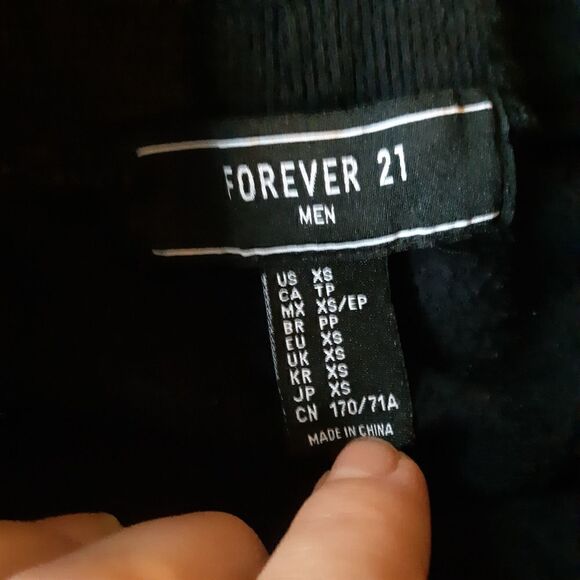 FOREVER 21
MEN
US XS
CA TP
MX XS/EP
BR PP
EU XS
UK XS
KR XS
JP XS
CN 170/71A
MADE IN CHINA